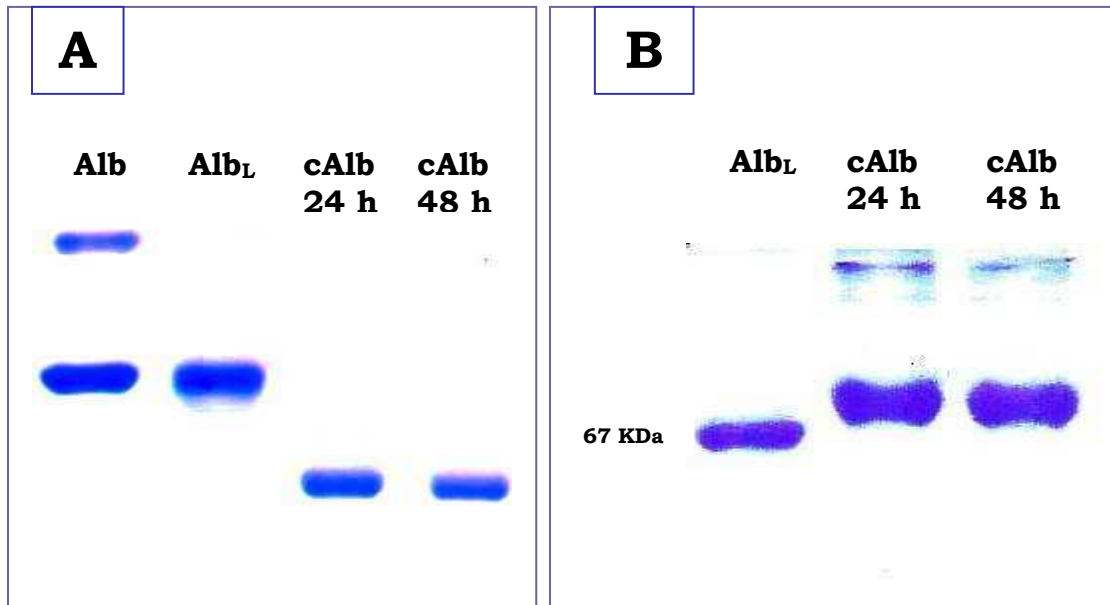 A
Alb AlbL cAlb cAlb
24 h 48 h
B
AlbL cAlb cAlb
24 h 48 h
67 KDa